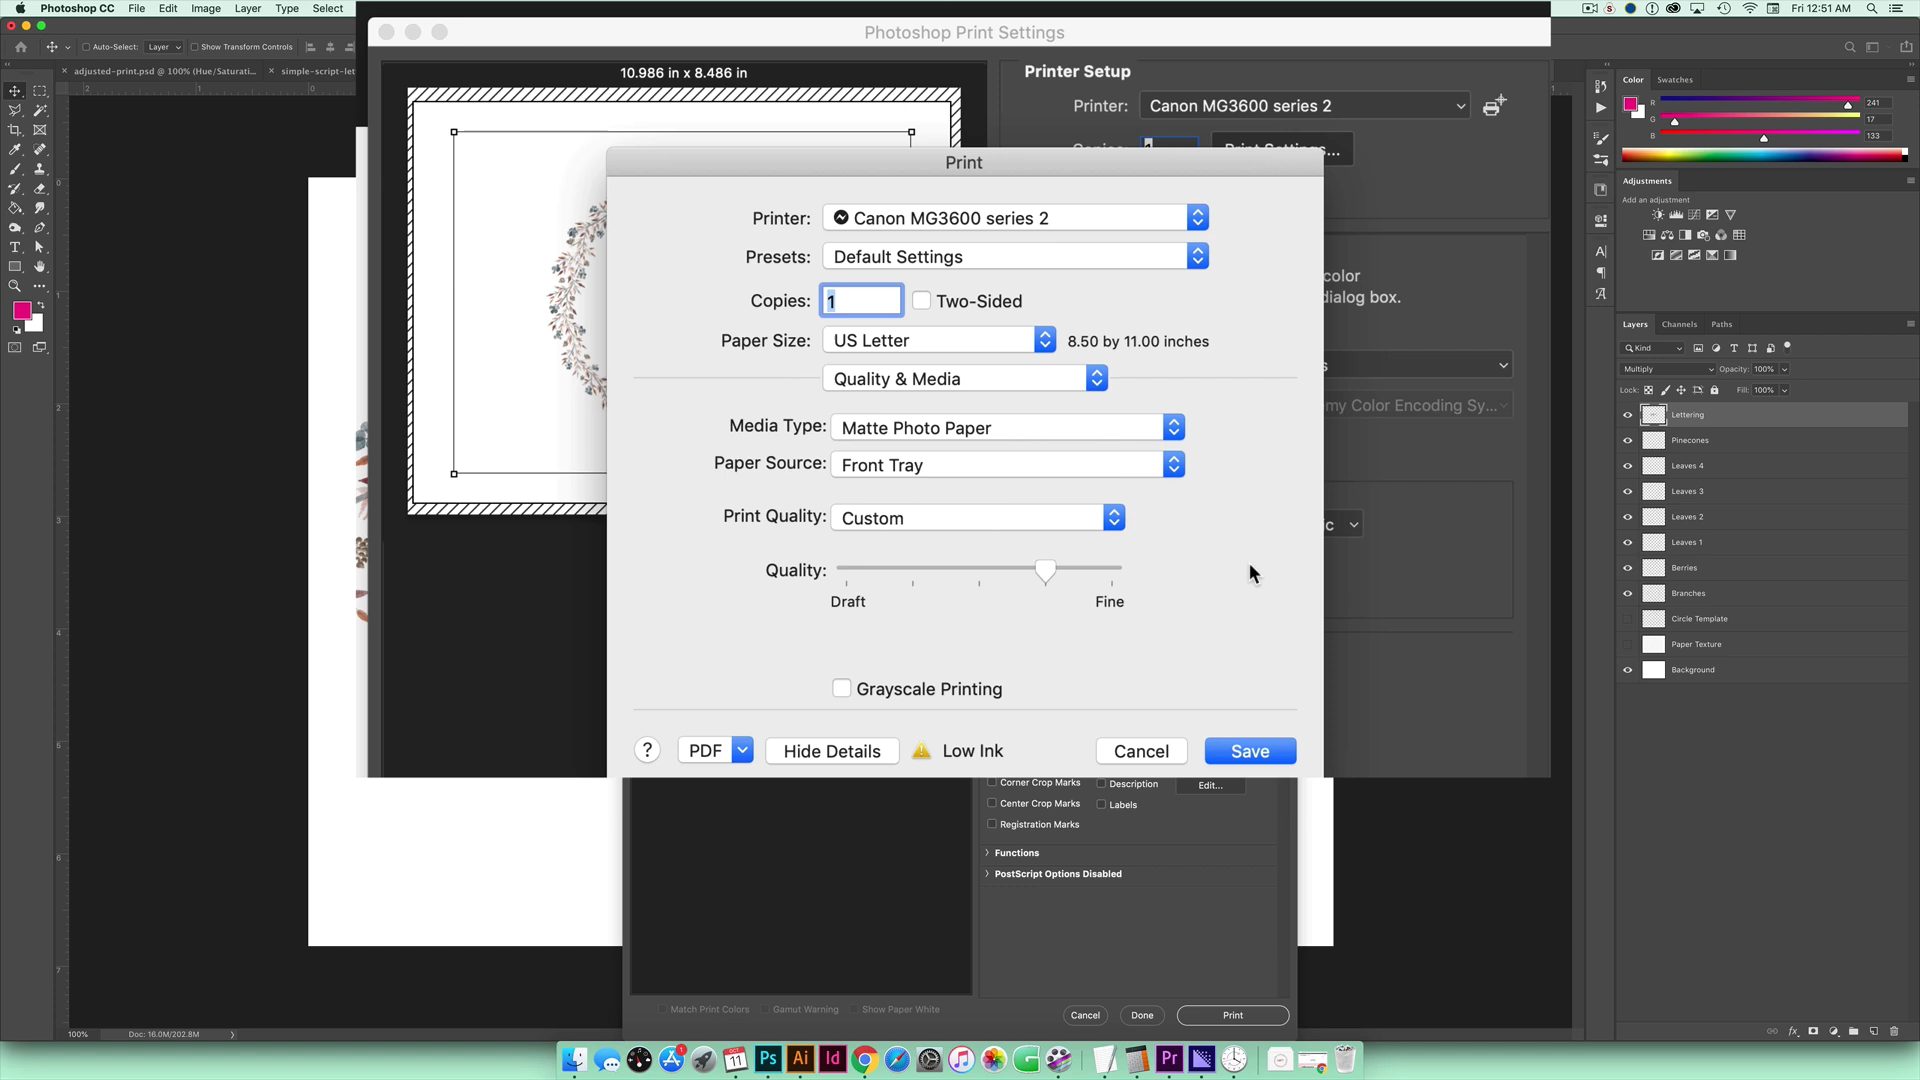 Photoshop CC File Edit Image Layer Type Select
Fri 12:51 AM
Photoshop Print Settings
Auto-Select: Layer Show Transform Controls
adjusted-print.psd @ 100% (Hue/Saturati...
simple-script-let
10.986 in x 8.486 in
Printer Setup
Printer: Canon MG3600 series 2
Print Settings...
Print
Printer: Canon MG3600 series 2
Presets: Default Settings
Copies: 1 Two-Sided
Paper Size: US Letter 8.50 by 11.00 inches
Quality & Media
Media Type: Matte Photo Paper
Paper Source: Front Tray
Print Quality: Custom
Quality:
Draft Fine
Grayscale Printing
? PDF Hide Details Low Ink Cancel Save
color
dialog box.
my Color Encoding Sy...
Corner Crop Marks Description Edit...
Center Crop Marks Labels
Registration Marks
Functions
PostScript Options Disabled
Match Print Colors Gamut Warning Show Paper White
Cancel Done Print
100% Doc: 16.0M/202.8M
Color Swatches
R 241
G 17
B 133
Adjustments
Add an adjustment
Layers Channels Paths
Kind
Multiply Opacity: 100%
Lock: Fill: 100%
Lettering
Pinecones
Leaves 4
Leaves 3
Leaves 2
Leaves 1
Berries
Branches
Circle Template
Paper Texture
Background
OCT
11
Ps Ai Id Pr